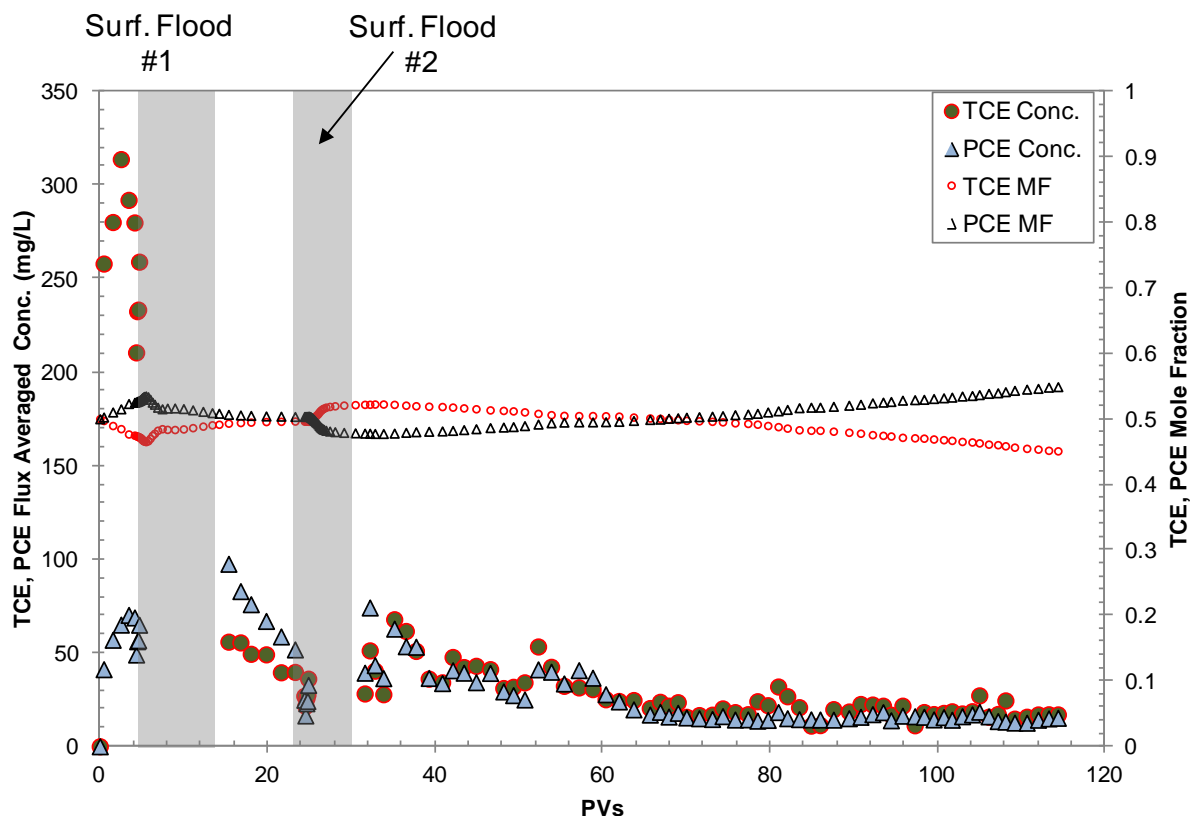 Surf. Flood
#1
Surf. Flood
#2
TCE, PCE Flux Averaged Conc. (mg/L)
350
300
250
200
150
100
50
0
1
0.9
0.8
0.7
0.6
0.5
0.4
0.3
0.2
0.1
0
TCE, PCE Mole Fraction
TCE Conc.
PCE Conc.
TCE MF
PCE MF
0 20 40 60 80 100 120
PVs